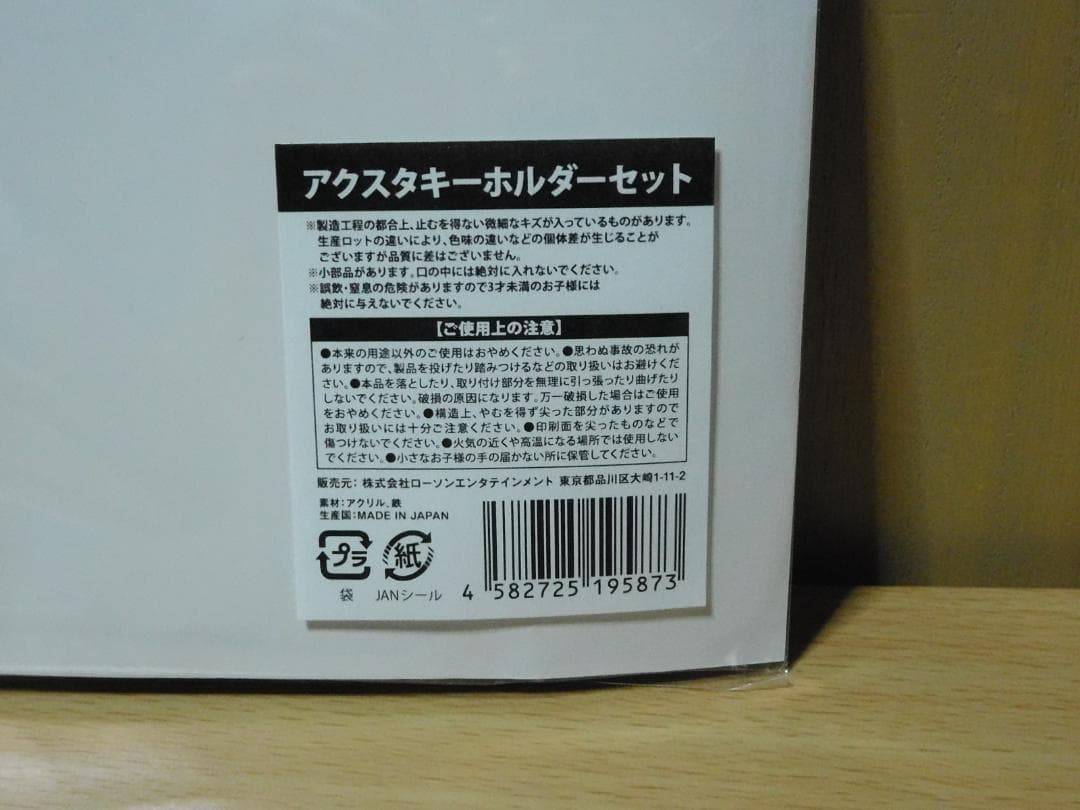 アクスタキーホルダーセット
※製造工程の都合上、止むを得ない微細なキズが入っているものがあります。
生産ロットの違いにより、色味の違いなどの個体差が生じることが
ございますが品質に差はございません。
※小部品があります。口の中には絶対に入れないでください。
※誤飲・窒息の危険がありますので3才未満のお子様には
絶対に与えないでください。
【ご使用上の注意】
●本来の用途以外のご使用はおやめください。●思わぬ事故の恐れが
ありますので、製品を投げたり踏みつけるなどの取り扱いはお避けくだ
さい。●本品を落としたり、取り付け部分を無理に引っ張ったり曲げたり
しないでください。破損の原因になります。万一破損した場合はご使用
をおやめください。●構造上、やむを得ず尖った部分がありますので
お取り扱いには十分ご注意ください。●印刷面を尖ったものなどで
傷つけないでください。●火気の近くや高温になる場所では使用しない
でください。●小さなお子様の手の届かない所に保管してください。
販売元：株式会社ローソンエンタテインメント 東京都品川区大崎1-11-2
素材：アクリル、鉄
生産国：MADE IN JAPAN
プラ 紙
袋 JANシール 4 582725 195873